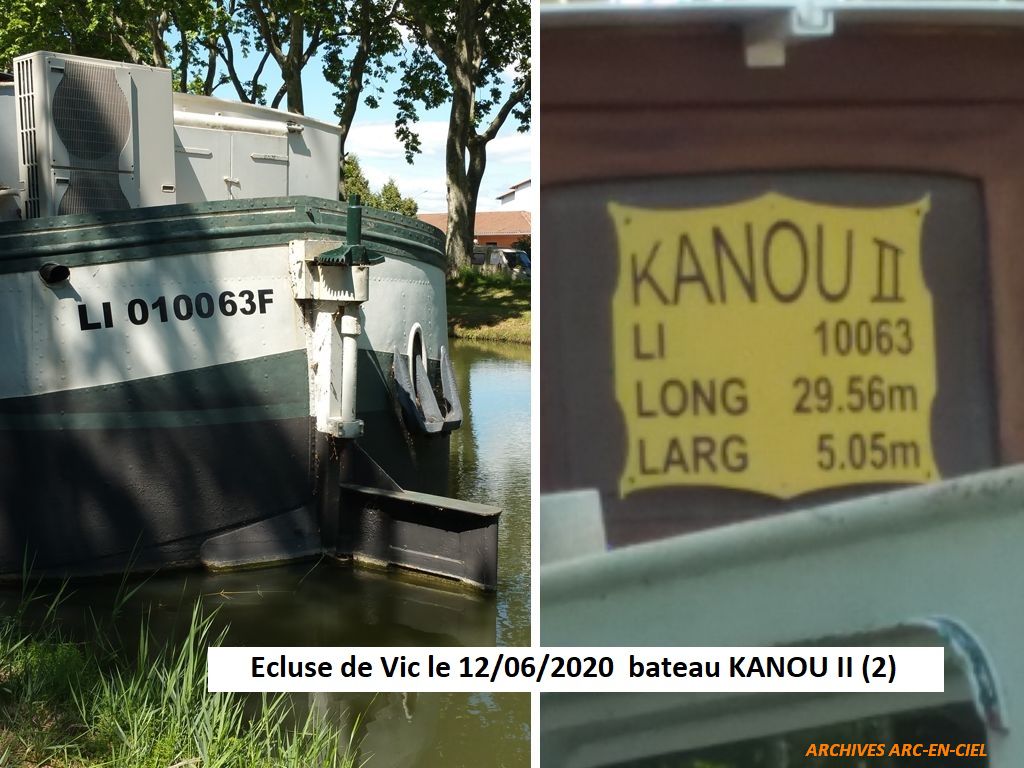 LI 010063F
KANOU II
LI 10063
LONG 29.56m
LARG 5.05m
Ecluse de Vic le 12/06/2020 bateau KANOU II (2)
ARCHIVES ARC-EN-CIEL